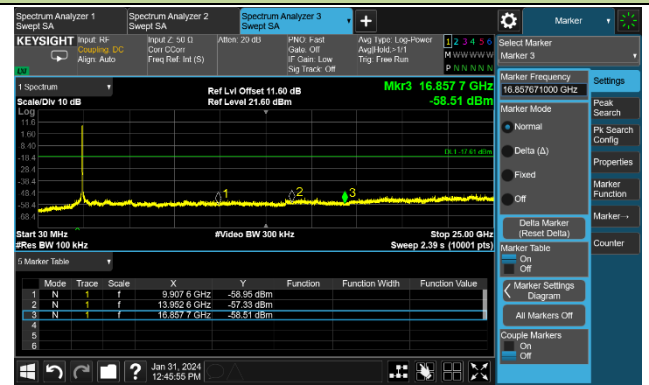 Spectrum Analyzer 1
Swept SA
Spectrum Analyzer 2
Swept SA
Spectrum Analyzer 3
Swept SA
Marker
KEYSIGHT
Input: RF
Coupling: DC
Align: Auto
Input Z: 50 Ω
Corr CCorr
Freq Ref: Int (S)
Atten: 20 dB
PNO: Fast
Gate: Off
IF Gain: Low
Sig Track: Off
Avg Type: Log-Power
Avg|Hold:>1/1
Trig: Free Run
1 2 3 4 5 6
M W W W W W
P N N N N N
LVI
Select Marker
Marker 3
1 Spectrum
Scale/Div 10 dB
Ref Lvl Offset 11.60 dB
Ref Level 21.60 dBm
Mkr3 16.857 7 GHz
-58.51 dBm
Log
11.6
1.60
-8.40
-18.4
-28.4
-38.4
-48.4
-58.4
-68.4
DL1 -17.61 dBm
1
2
3
Start 30 MHz
#Res BW 100 kHz
#Video BW 300 kHz
Stop 25.00 GHz
Sweep 2.39 s (10001 pts)
5 Marker Table
Mode Trace Scale X Y Function Function Width Function Value
1 N 1 f 9.907 6 GHz -58.95 dBm
2 N 1 f 13.952 6 GHz -57.33 dBm
3 N 1 f 16.857 7 GHz -58.51 dBm
4
5
6
Marker Frequency
16.857671000 GHz
Marker Mode
Normal
Delta (Δ)
Fixed
Off
Delta Marker
(Reset Delta)
Marker Table
On
Off
Marker Settings
Diagram
All Markers Off
Couple Markers
On
Off
Settings
Peak
Search
Pk Search
Config
Properties
Marker
Function
Marker→
Counter
Jan 31, 2024
12:45:55 PM